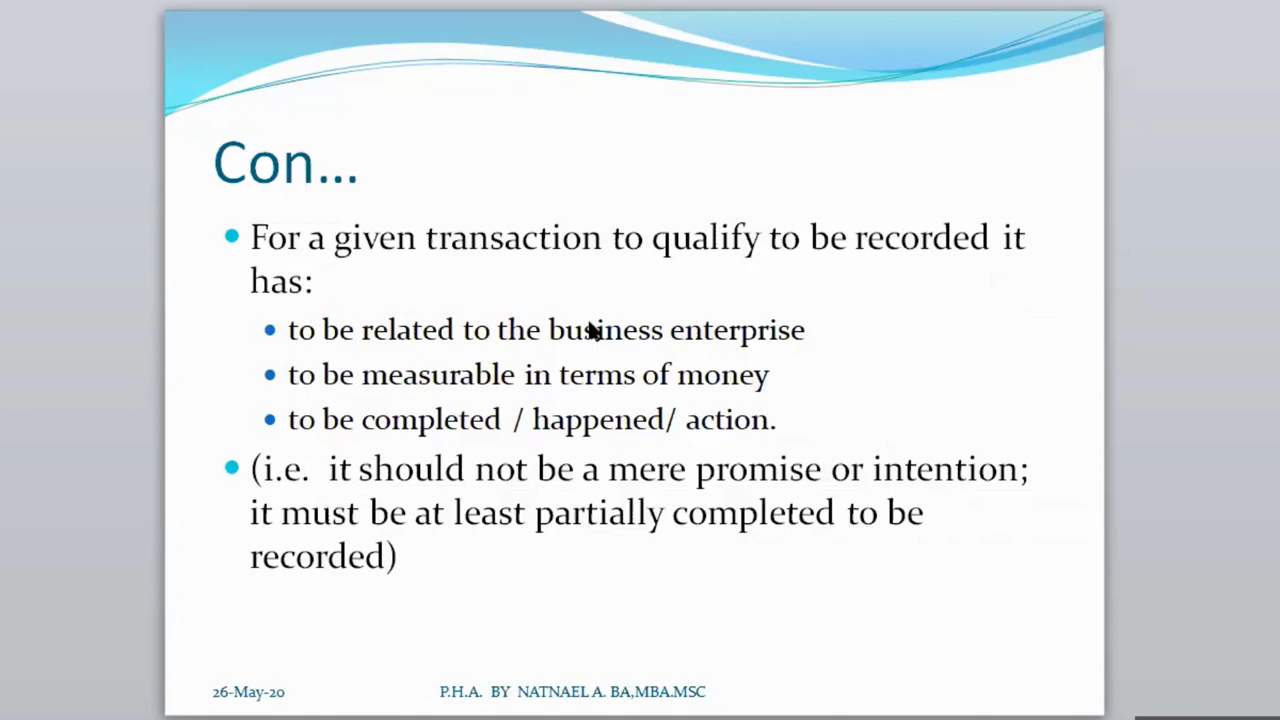 Con...
For a given transaction to qualify to be recorded it
has:
to be related to the business enterprise
to be measurable in terms of money
to be completed / happened/ action.
(i.e. it should not be a mere promise or intention;
it must be at least partially completed to be
recorded)
26-May-20 P.H.A. BY NATNAEL A. BA,MBA.MSC